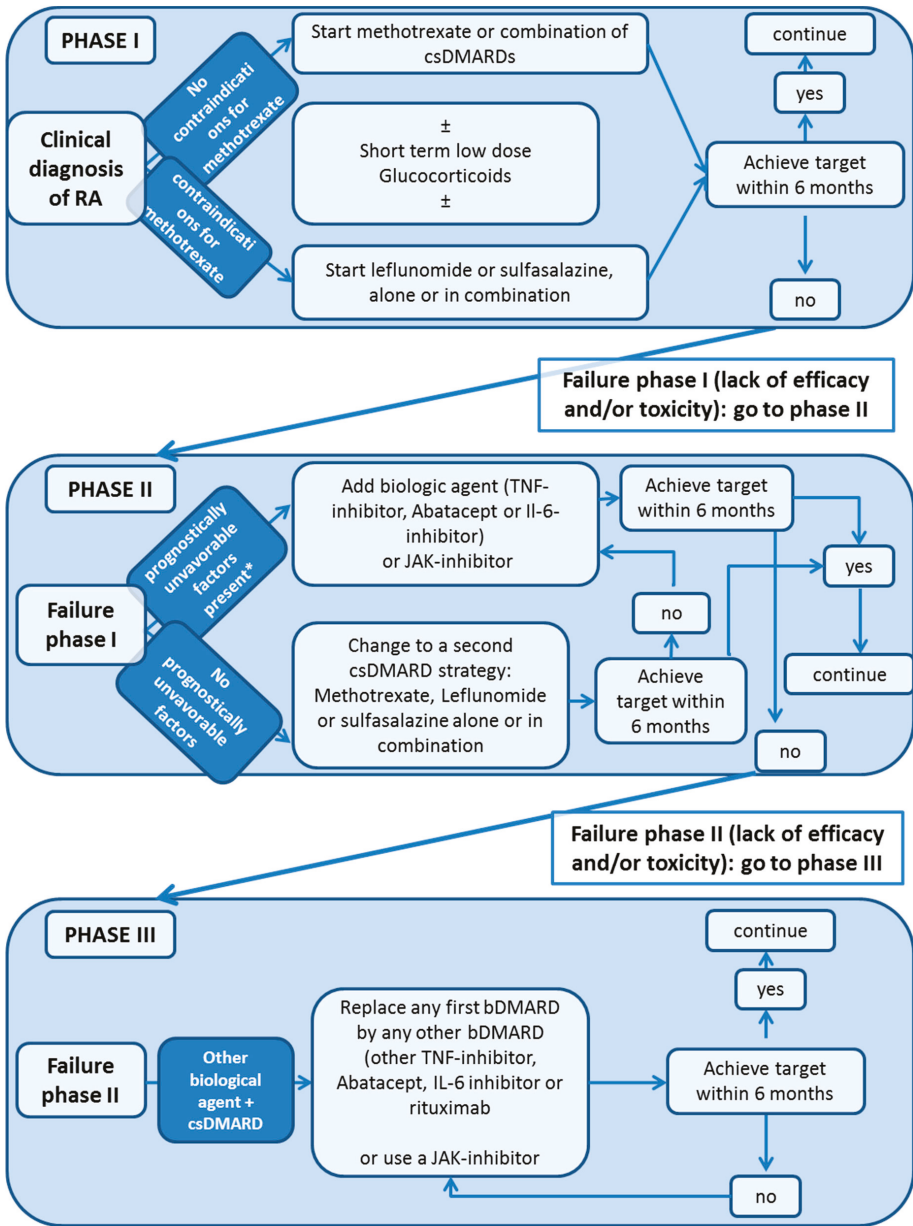 PHASE I
Clinical
diagnosis
of RA
No
contraindicati
ons for
methotrexate
contraindicati
ons for
methotrexate
Start methotrexate or combination of
csDMARDs
±
Short term low dose
Glucocorticoids
±
Start leflunomide or sulfasalazine,
alone or in combination
continue
yes
Achieve target
within 6 months
no
Failure phase I (lack of efficacy
and/or toxicity): go to phase II
PHASE II
Failure
phase I
prognostically
unvavorable
factors
present*
No
prognostically
unvavorable
factors
Add biologic agent (TNF-
inhibitor, Abatacept or Il-6-
inhibitor)
or JAK-inhibitor
Change to a second
csDMARD strategy:
Methotrexate, Leflunomide
or sulfasalazine alone or in
combination
Achieve target
within 6 months
no
Achieve
target within
6 months
yes
continue
no
Failure phase II (lack of efficacy
and/or toxicity): go to phase III
PHASE III
Failure
phase II
Other
biological
agent +
csDMARD
Replace any first bDMARD
by any other bDMARD
(other TNF-inhibitor,
Abatacept, IL-6 inhibitor or
rituximab
or use a JAK-inhibitor
continue
yes
Achieve target
within 6 months
no